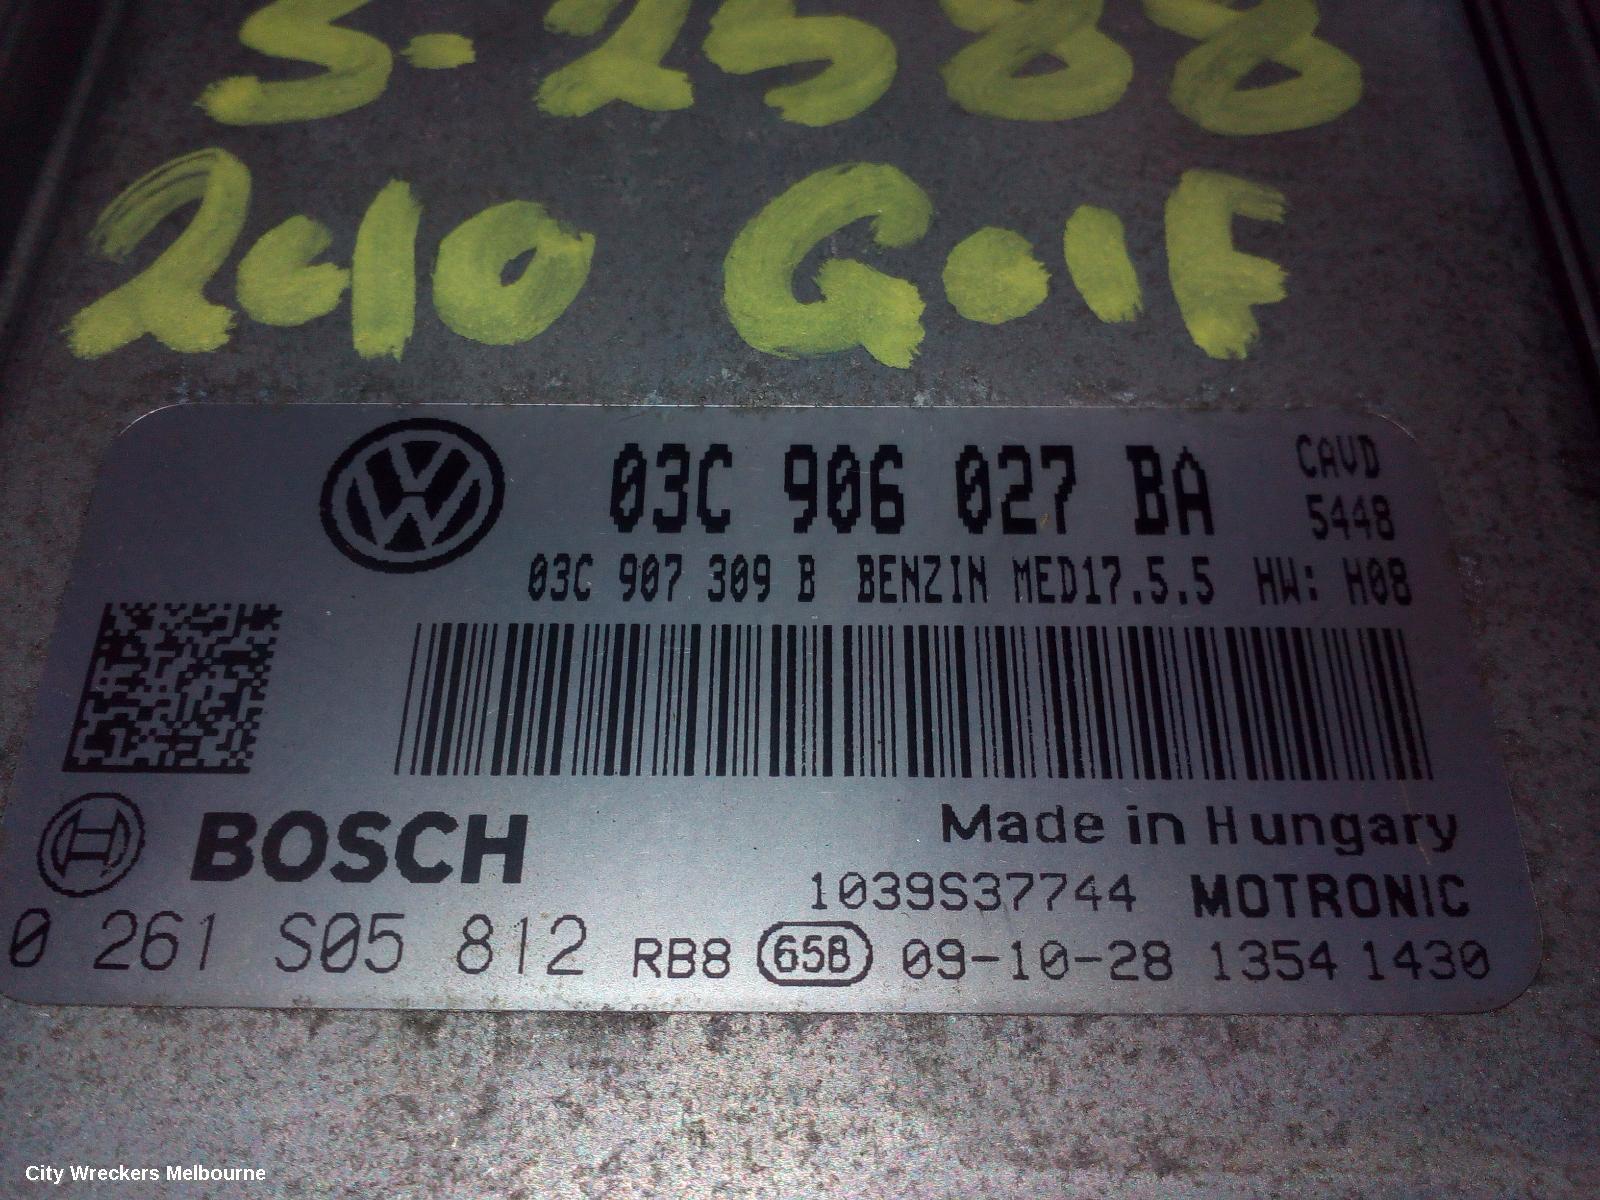 S-2588
2010 Golf
03C 906 027 BA
CAVD
5448
03C 907 309 B BENZIN MED17.5.5 HW: H08
BOSCH
Made in Hungary
1039S37744 MOTRONIC
0 261 S05 812 RB8 65B 09-10-28 1354 1430
City Wreckers Melbourne